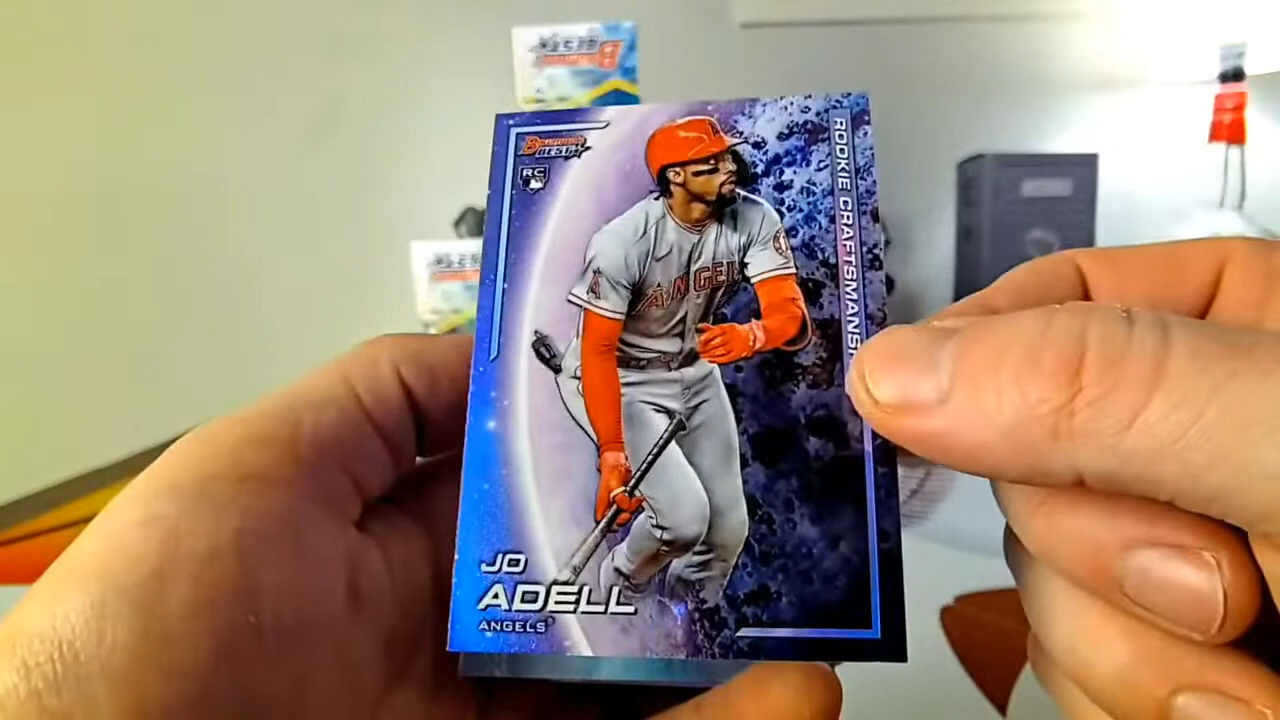 BOWMAN'S
BEST
RC
ROOKIE CRAFTSMANS
ANGELS
JO
ADELL
ANGELS